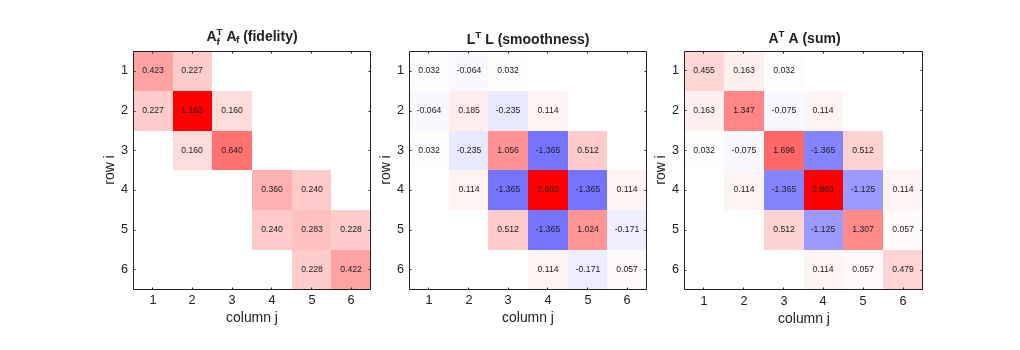 A_f^T A_f (fidelity)
row i
1 0.423 0.227
2 0.227 1.163 0.160
3 0.160 0.640
4 0.360 0.240
5 0.240 0.283 0.228
6 0.228 0.422
1 2 3 4 5 6
column j
L^T L (smoothness)
row i
1 0.032 -0.064 0.032
2 -0.064 0.185 -0.235 0.114
3 0.032 -0.235 1.056 -1.365 0.512
4 0.114 -1.365 2.503 -1.365 0.114
5 0.512 -1.365 1.024 -0.171
6 0.114 -0.171 0.057
1 2 3 4 5 6
column j
A^T A (sum)
row i
1 0.455 0.163 0.032
2 0.163 1.347 -0.075 0.114
3 0.032 -0.075 1.696 -1.365 0.512
4 0.114 -1.365 2.863 -1.125 0.114
5 0.512 -1.125 1.307 0.057
6 0.114 0.057 0.479
1 2 3 4 5 6
column j